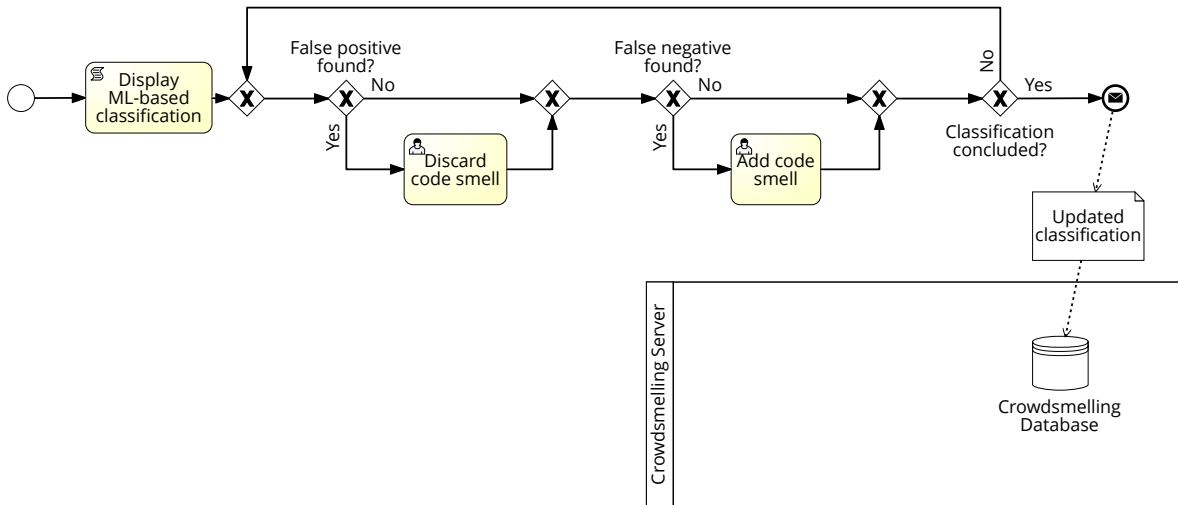 Display
ML-based
classification
False positive
found?
No
Yes
Discard
code smell
False negative
found?
No
Yes
Add code
smell
No
Yes
Classification
concluded?
Updated
classification
Crowdsmelling Server
Crowdsmelling
Database